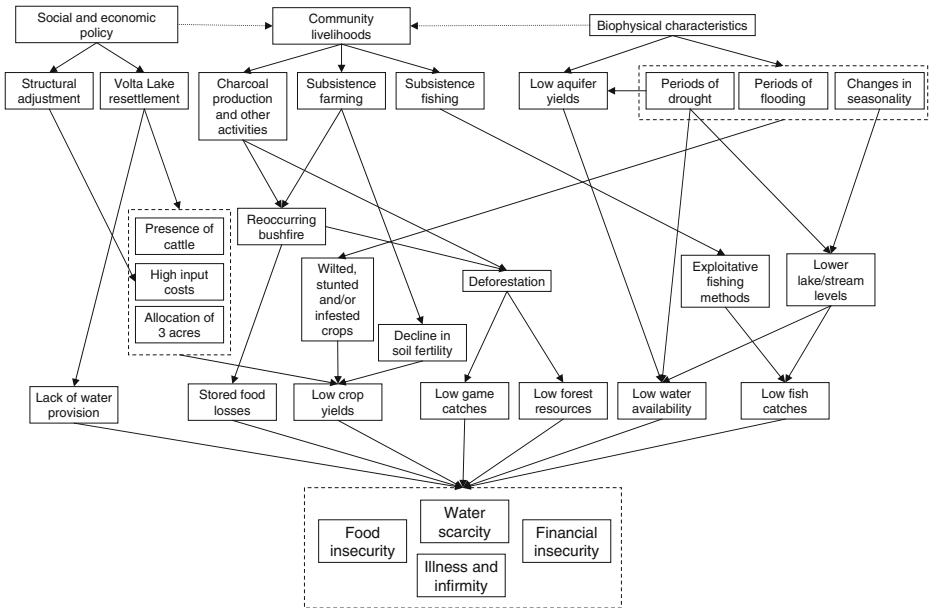 Social and economic
policy
Community
livelihoods
Biophysical characteristics
Structural
adjustment
Volta Lake
resettlement
Charcoal
production
and other
activities
Subsistence
farming
Subsistence
fishing
Low aquifer
yields
Periods of
drought
Periods of
flooding
Changes in
seasonality
Presence of
cattle
High input
costs
Allocation of
3 acres
Reoccurring
bushfire
Wilted,
stunted
and/or
infested
crops
Deforestation
Exploitative
fishing
methods
Lower
lake/stream
levels
Decline in
soil fertility
Lack of water
provision
Stored food
losses
Low crop
yields
Low game
catches
Low forest
resources
Low water
availability
Low fish
catches
Water
scarcity
Food
insecurity
Financial
insecurity
Illness and
infirmity